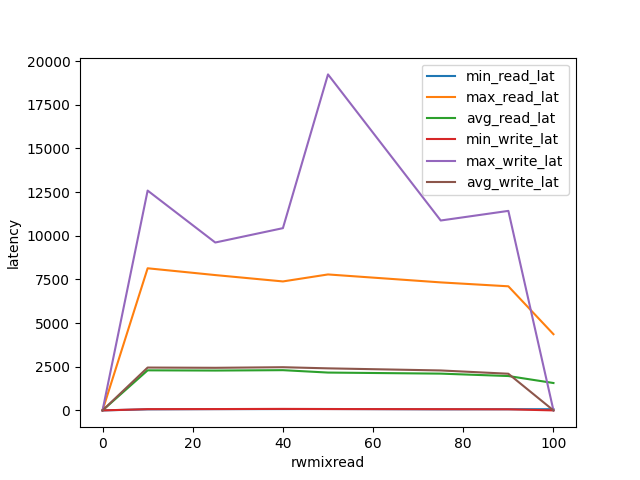 20000
17500
15000
12500
10000
7500
5000
2500
0
latency
min_read_lat
max_read_lat
avg_read_lat
min_write_lat
max_write_lat
avg_write_lat
0 20 40 60 80 100
rwmixread